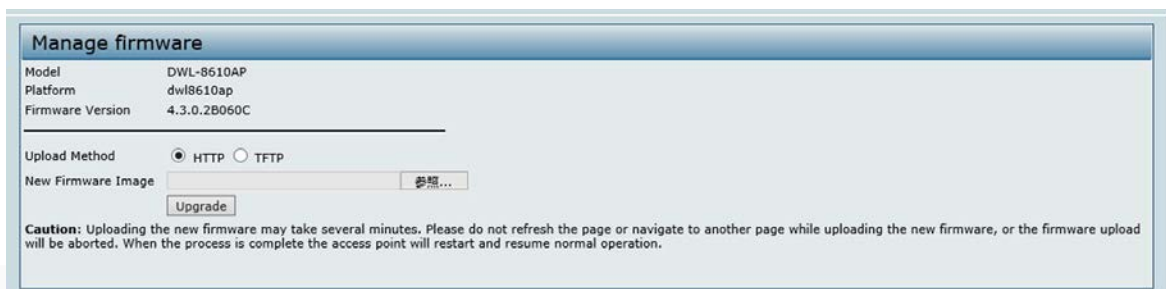 Manage firmware
Model DWL-8610AP
Platform dwl8610ap
Firmware Version 4.3.0.2B060C
Upload Method HTTP TFTP
New Firmware Image 参照...
Upgrade
Caution: Uploading the new firmware may take several minutes. Please do not refresh the page or navigate to another page while uploading the new firmware, or the firmware upload
will be aborted. When the process is complete the access point will restart and resume normal operation.